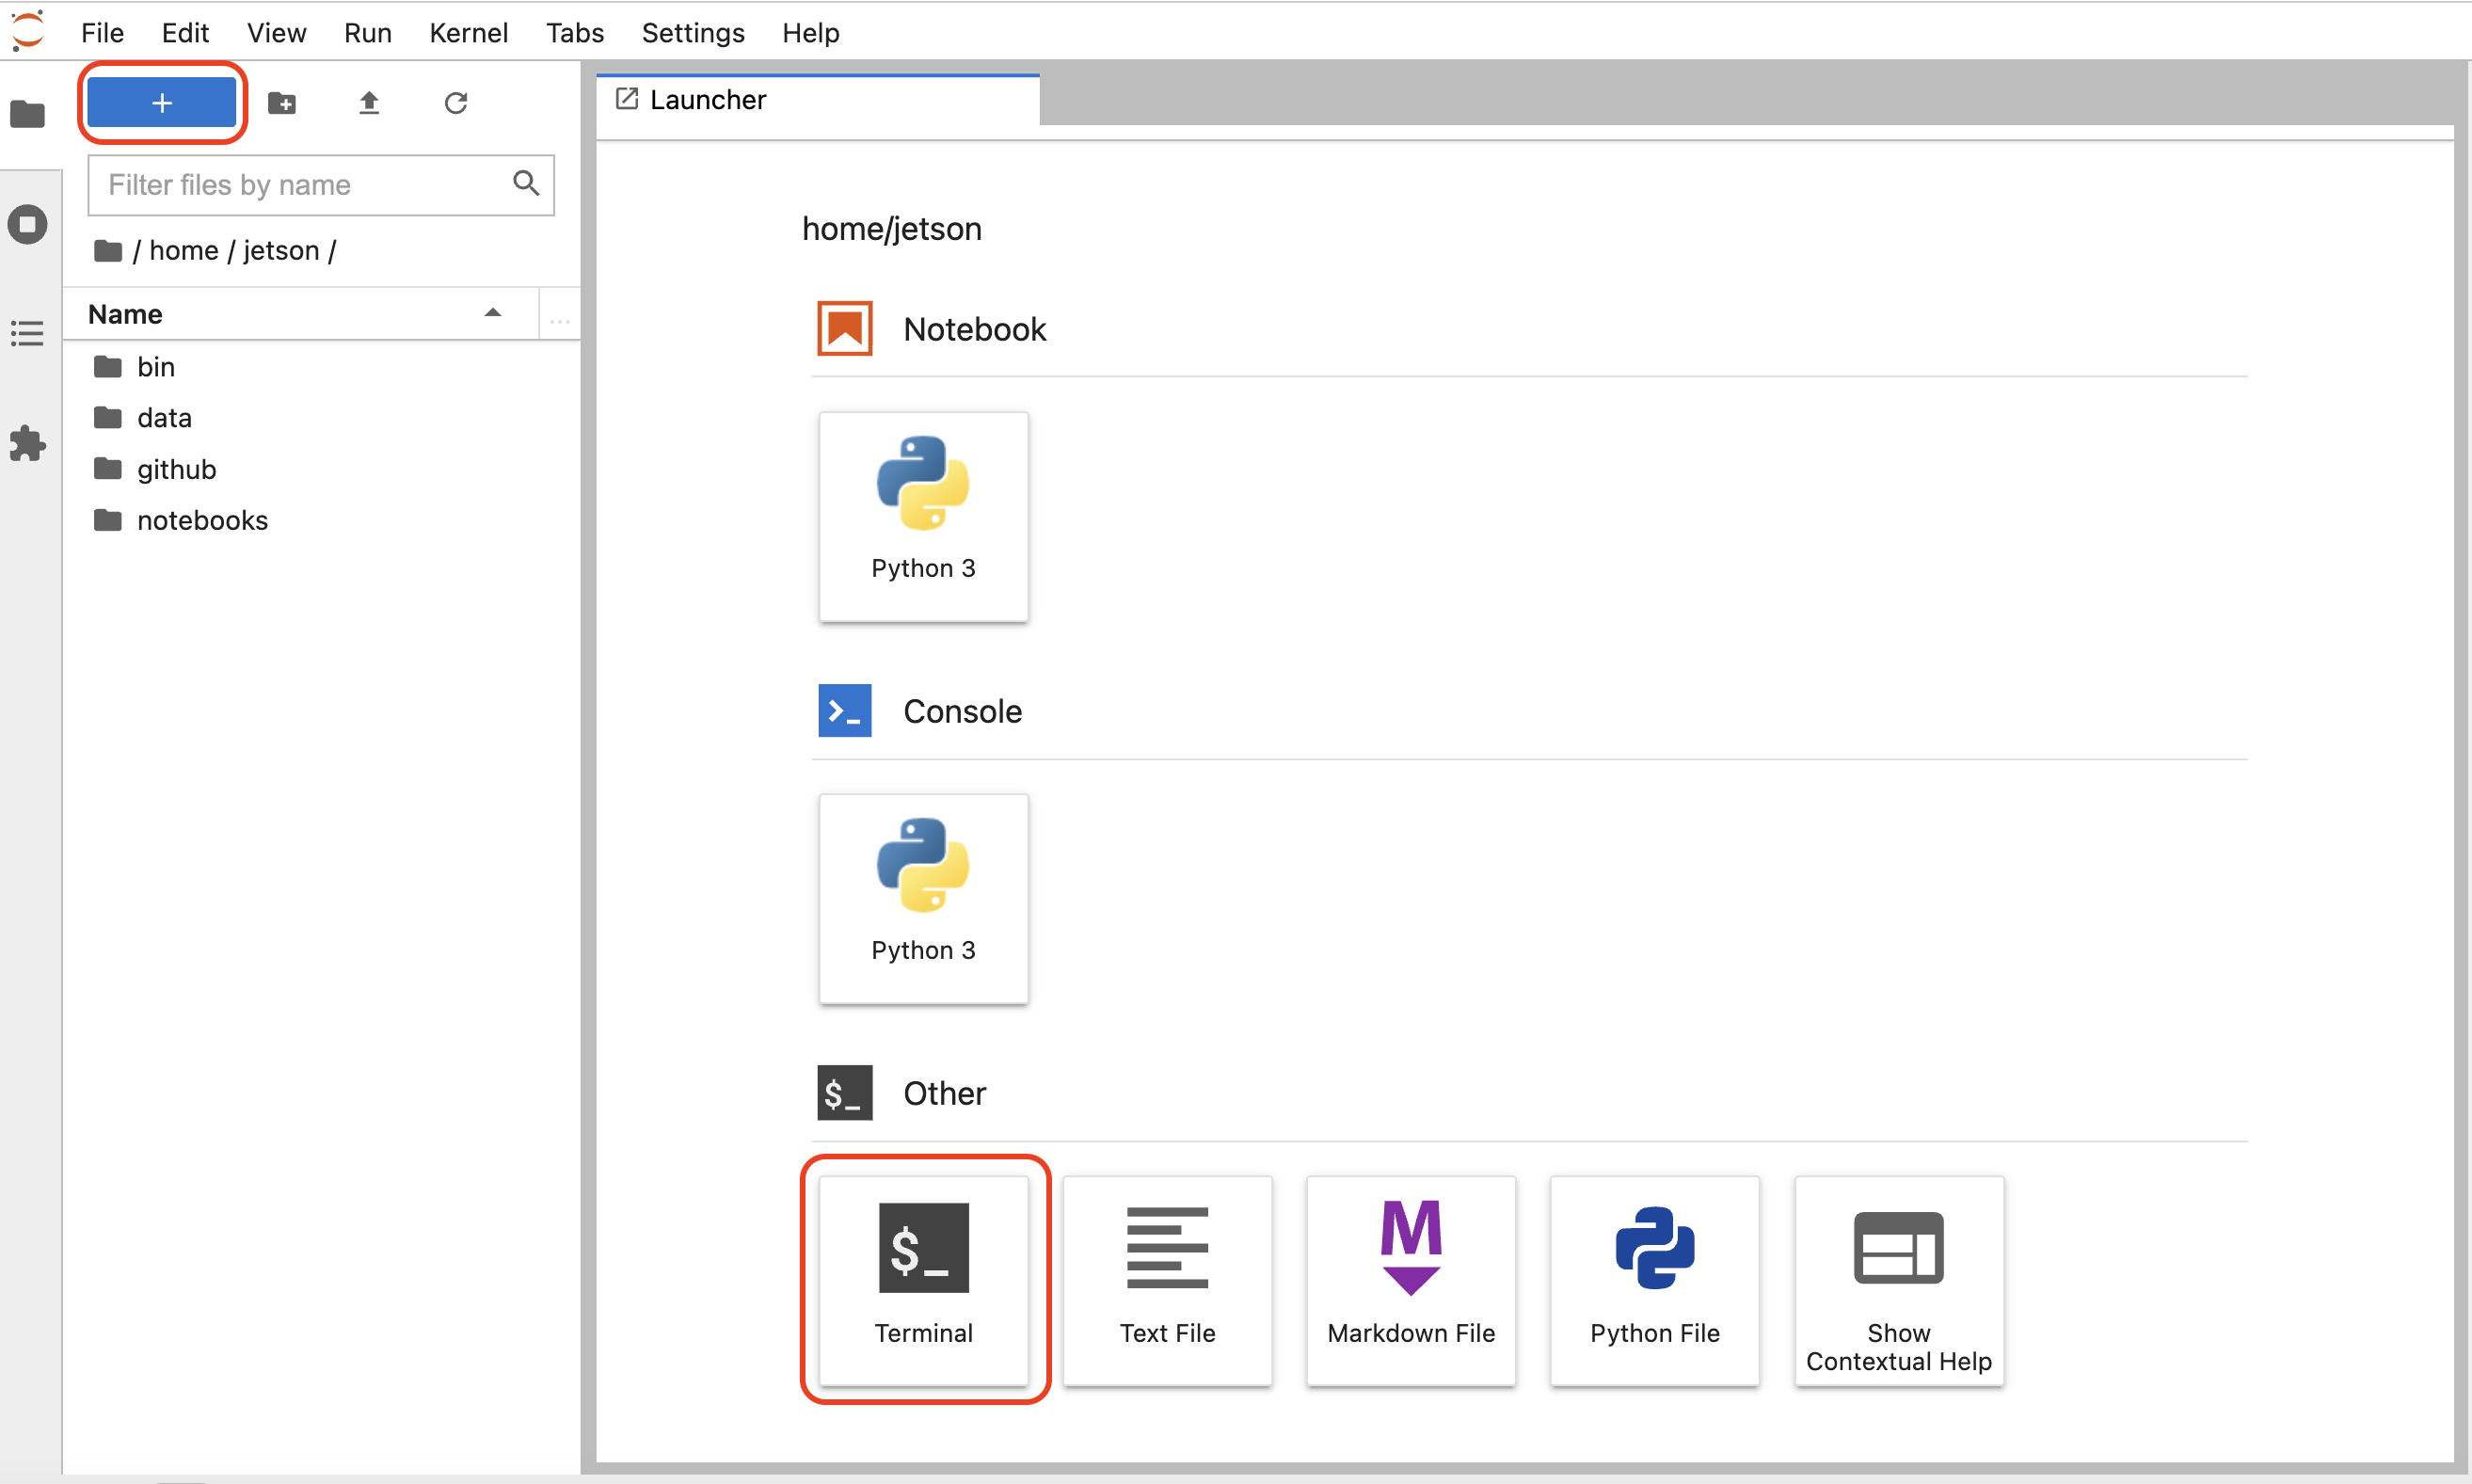 File Edit View Run Kernel Tabs Settings Help
+
Launcher
Filter files by name
/ home / jetson /
Name
...
bin
data
github
notebooks
home/jetson
Notebook
Python 3
>_ Console
Python 3
$_ Other
$_
Terminal
Text File
M
Markdown File
Python File
Show
Contextual Help